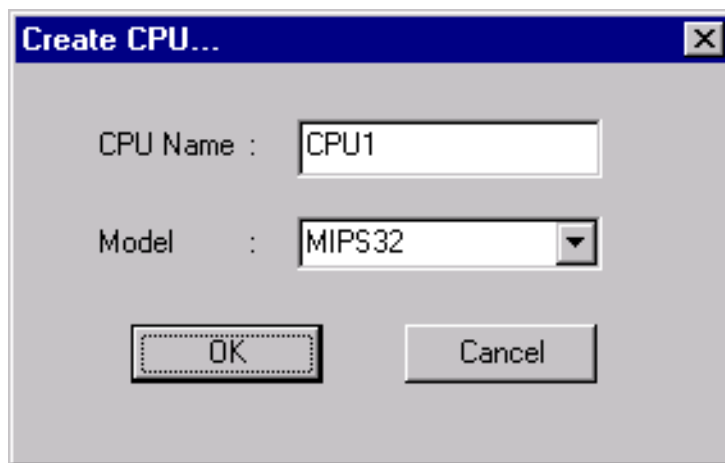 Create CPU...
CPU Name : CPU1
Model : MIPS32
OK Cancel